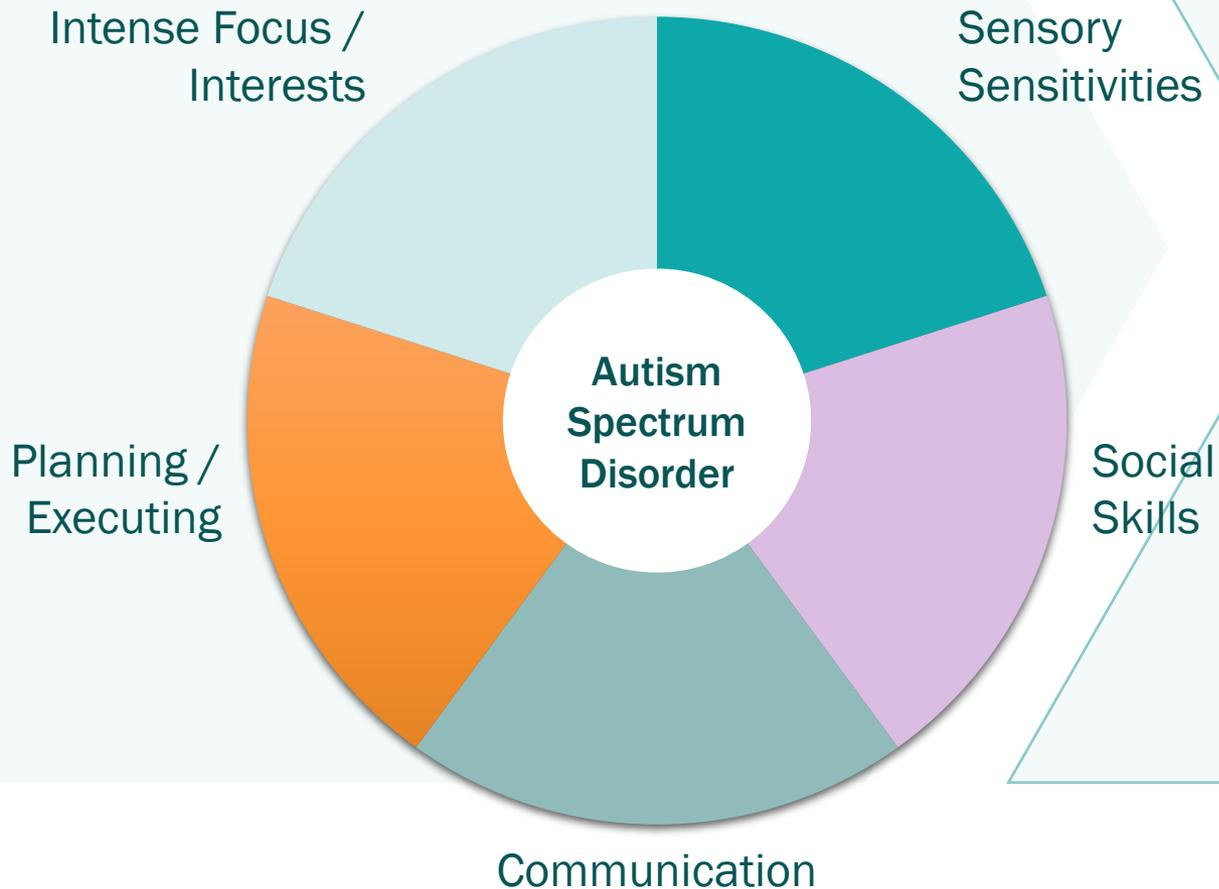 Intense Focus /
Interests
Sensory
Sensitivities
Autism
Spectrum
Disorder
Planning /
Executing
Social
Skills
Communication